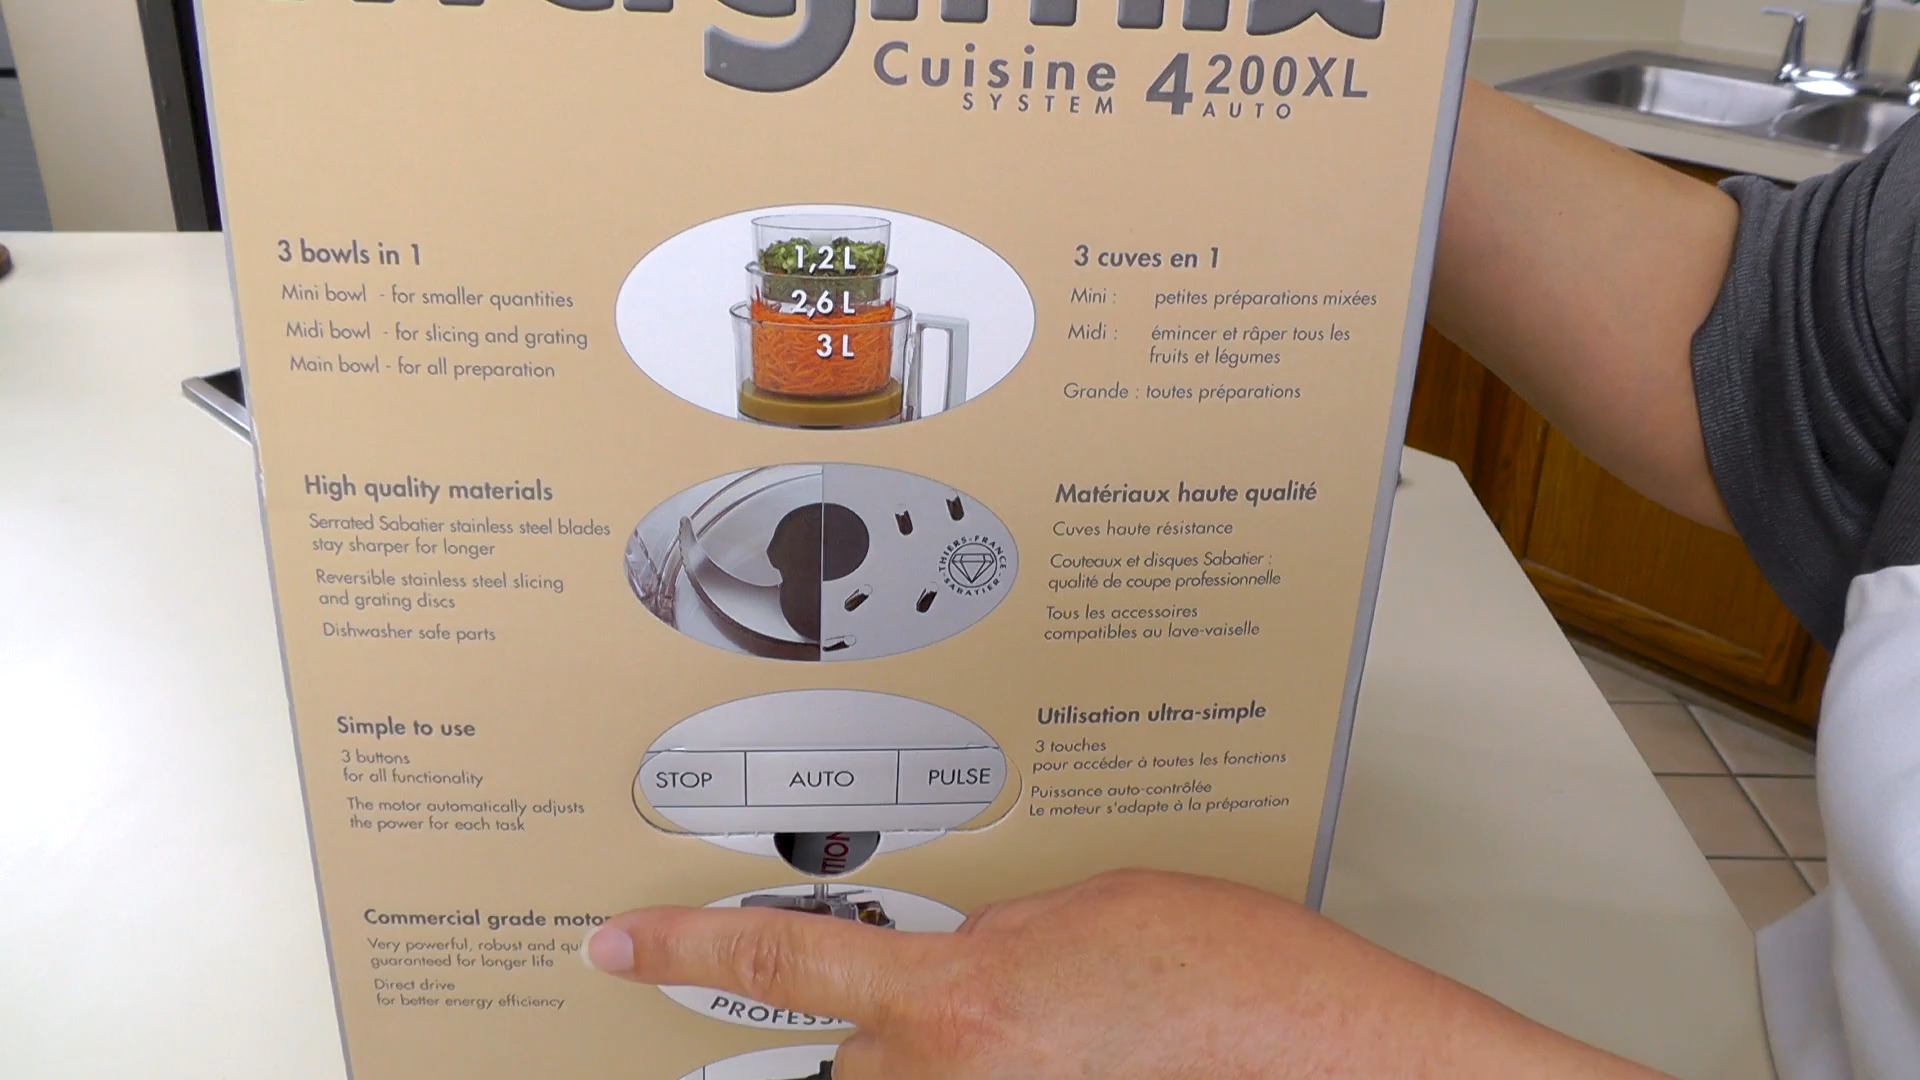 Cuisine 4200XL
SYSTEM AUTO
3 bowls in 1
Mini bowl - for smaller quantities
Midi bowl - for slicing and grating
Main bowl - for all preparation
1,2 L
2,6 L
3 L
3 cuves en 1
Mini : petites préparations mixées
Midi : émincer et râper tous les
fruits et légumes
Grande : toutes préparations
High quality materials
Serrated Sabatier stainless steel blades
stay sharper for longer
Reversible stainless steel slicing
and grating discs
Dishwasher safe parts
THIERS-FRANCE
SABATIER
Matériaux haute qualité
Cuves haute résistance
Couteaux et disques Sabatier :
qualité de coupe professionnelle
Tous les accessoires
compatibles au lave-vaiselle
Simple to use
3 buttons
for all functionality
The motor automatically adjusts
the power for each task
STOP AUTO PULSE
Utilisation ultra-simple
3 touches
pour accéder à toutes les fonctions
Puissance auto-contrôlée
Le moteur s'adapte à la préparation
Commercial grade motor
Very powerful, robust and
guaranteed for longer life
Direct drive
for better energy efficiency